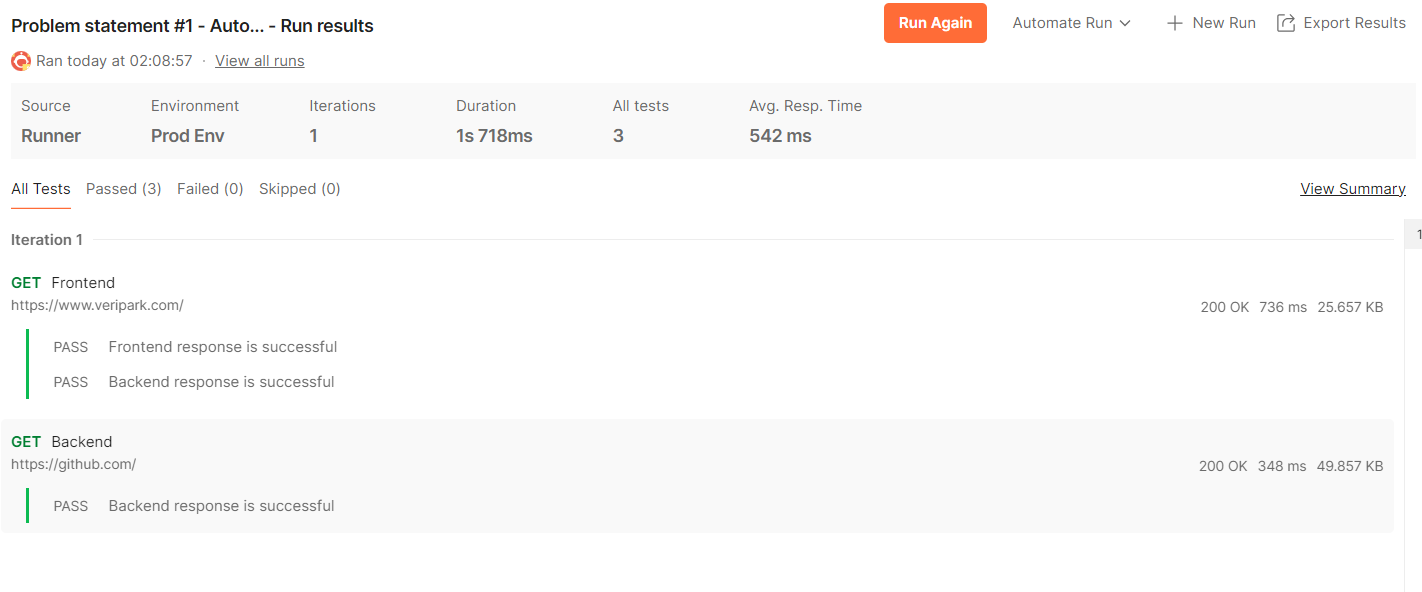 Problem statement #1 - Auto... - Run results
Run Again
Automate Run
New Run
Export Results
Ran today at 02:08:57 · View all runs
Source Environment Iterations Duration All tests Avg. Resp. Time
Runner Prod Env 1 1s 718ms 3 542 ms
All Tests Passed (3) Failed (0) Skipped (0) View Summary
Iteration 1
1
GET Frontend
https://www.veripark.com/
200 OK 736 ms 25.657 KB
PASS Frontend response is successful
PASS Backend response is successful
GET Backend
https://github.com/
200 OK 348 ms 49.857 KB
PASS Backend response is successful